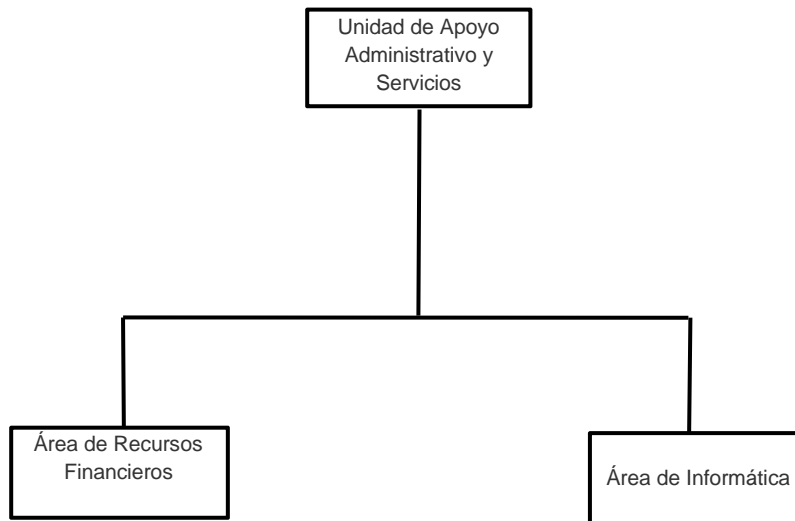 Unidad de Apoyo
Administrativo y
Servicios
Área de Recursos
Financieros
Área de Informática